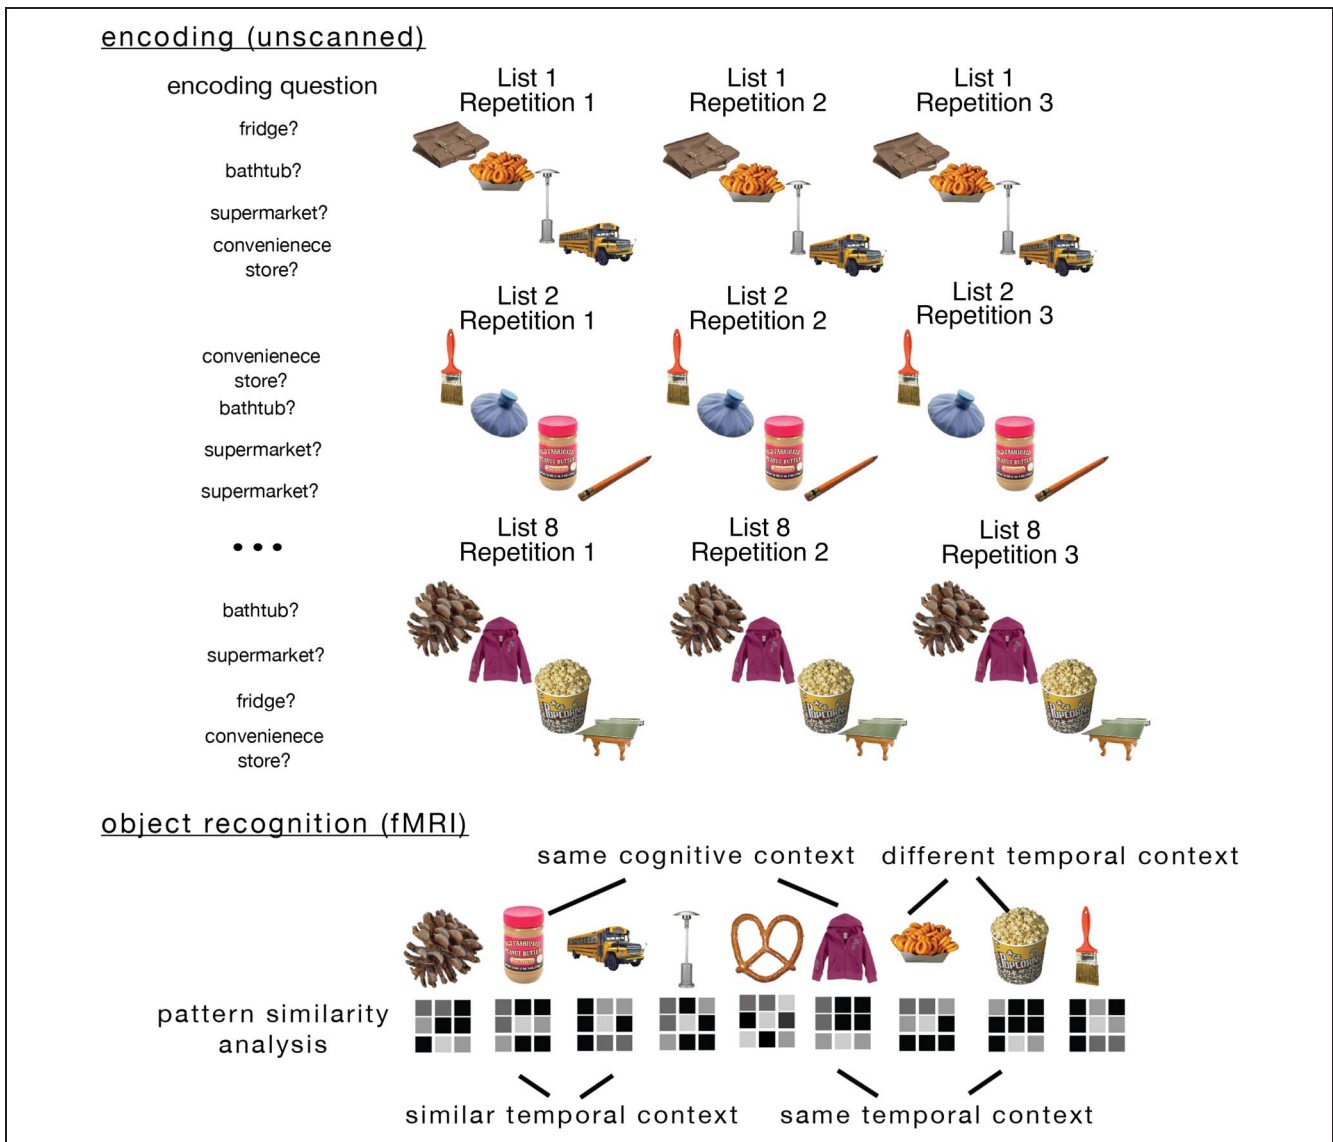 encoding (unscanned)
encoding question
List 1
Repetition 1
List 1
Repetition 2
List 1
Repetition 3
fridge?
bathtub?
supermarket?
convenienece
store?
List 2
Repetition 1
List 2
Repetition 2
List 2
Repetition 3
convenienece
store?
bathtub?
supermarket?
supermarket?
• • •
List 8
Repetition 1
List 8
Repetition 2
List 8
Repetition 3
bathtub?
supermarket?
fridge?
convenienece
store?
object recognition (fMRI)
same cognitive context
different temporal context
pattern similarity
analysis
similar temporal context
same temporal context